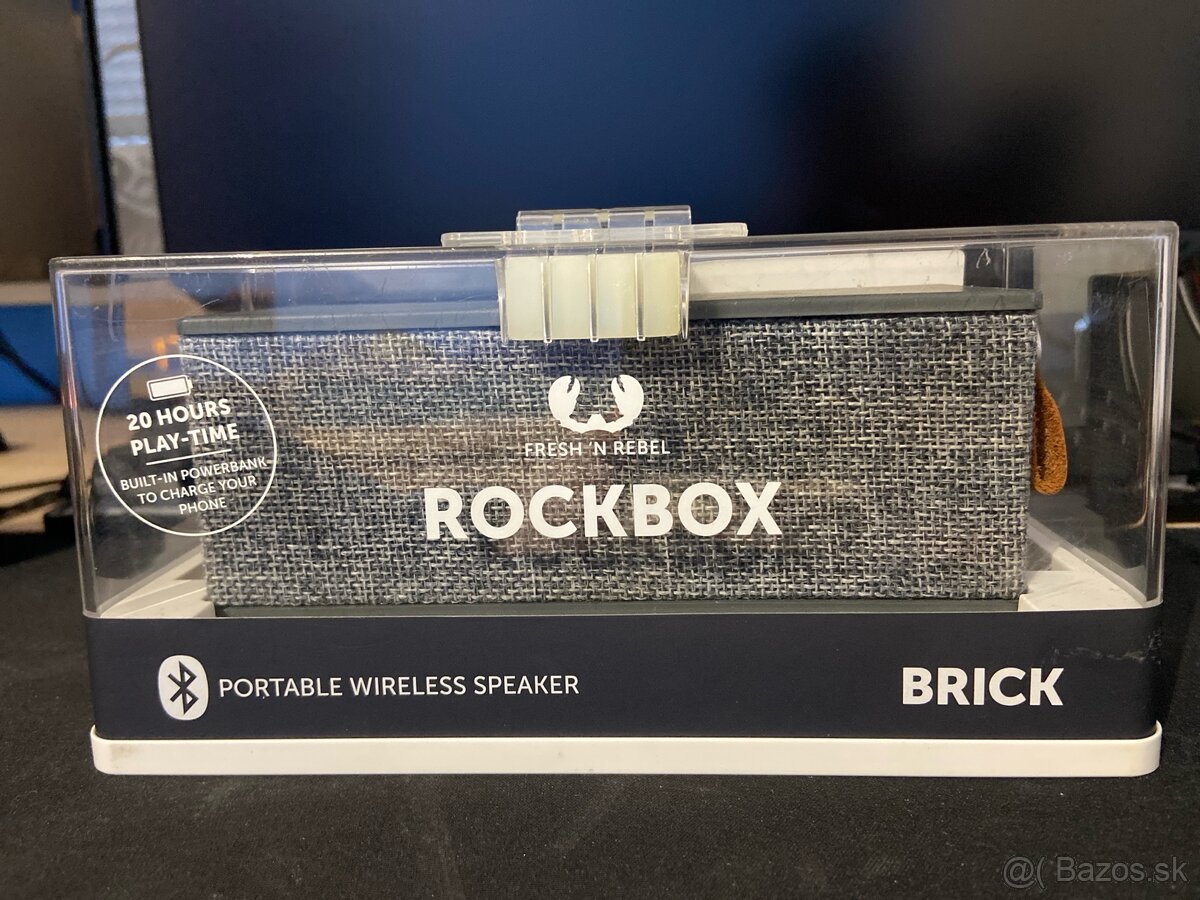 20 HOURS
PLAY-TIME
BUILT-IN POWERBANK
TO CHARGE YOUR
PHONE
FRESH 'N REBEL
ROCKBOX
PORTABLE WIRELESS SPEAKER
BRICK
@( Bazos.sk